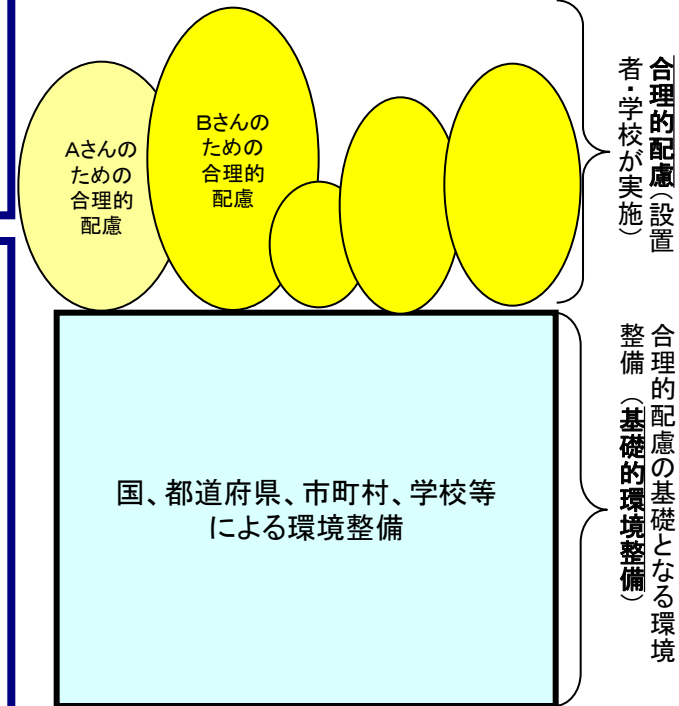 Aさんの
ための
合理的
配慮
Bさんの
ための
合理的
配慮
合理的配慮（設置
者・学校が実施）
国、都道府県、市町村、学校等
による環境整備
合理的配慮の基礎となる環境
整備（基礎的環境整備）